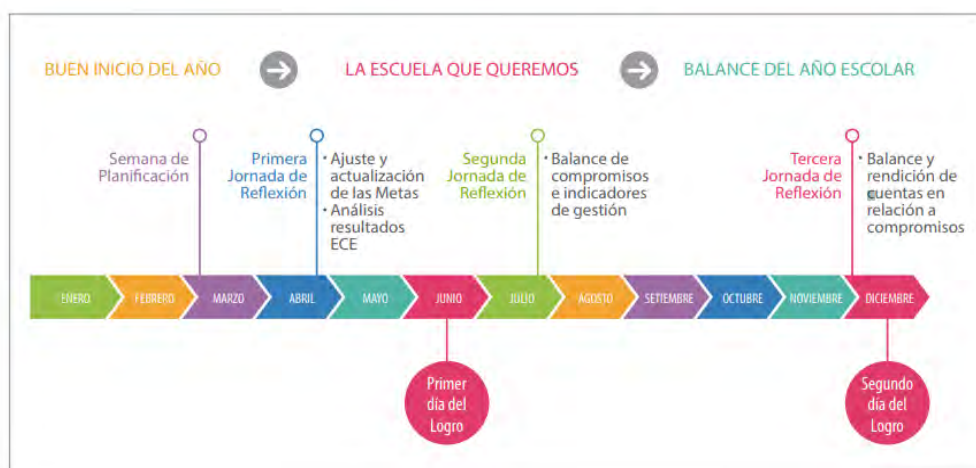 BUEN INICIO DEL AÑO
LA ESCUELA QUE QUEREMOS
BALANCE DEL AÑO ESCOLAR
Semana de
Planificación
Primera
Jornada de
Reflexión
· Ajuste y
actualización
de las Metas
· Análisis
resultados
ECE
Segunda
Jornada de
Reflexión
· Balance de
compromisos
e indicadores
de gestión
Tercera
Jornada de
Reflexión
· Balance y
rendición de
cuentas en
relación a
compromisos
ENERO
FEBRERO
MARZO
ABRIL
MAYO
JUNIO
JULIO
AGOSTO
SETIEMBRE
OCTUBRE
NOVIEMBRE
DICIEMBRE
Primer
día del
Logro
Segundo
día del
Logro